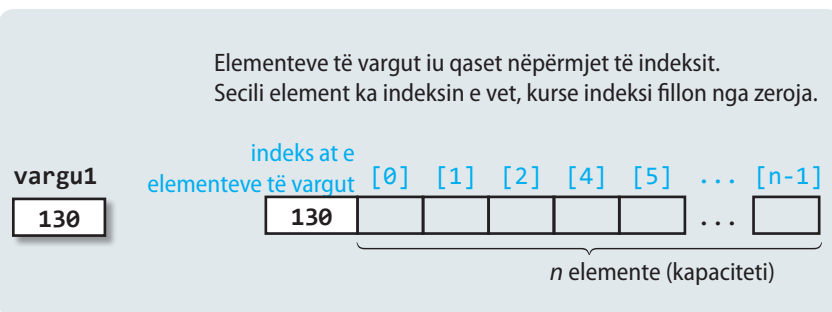 Elementeve të vargut iu qaset nëpërmjet të indeksit.
Secili element ka indeksin e vet, kurse indeksi fillon nga zeroja.
indeks at e
elementeve të vargut [0] [1] [2] [4] [5] ... [n-1]
vargu1
130
130 ...
n elemente (kapaciteti)